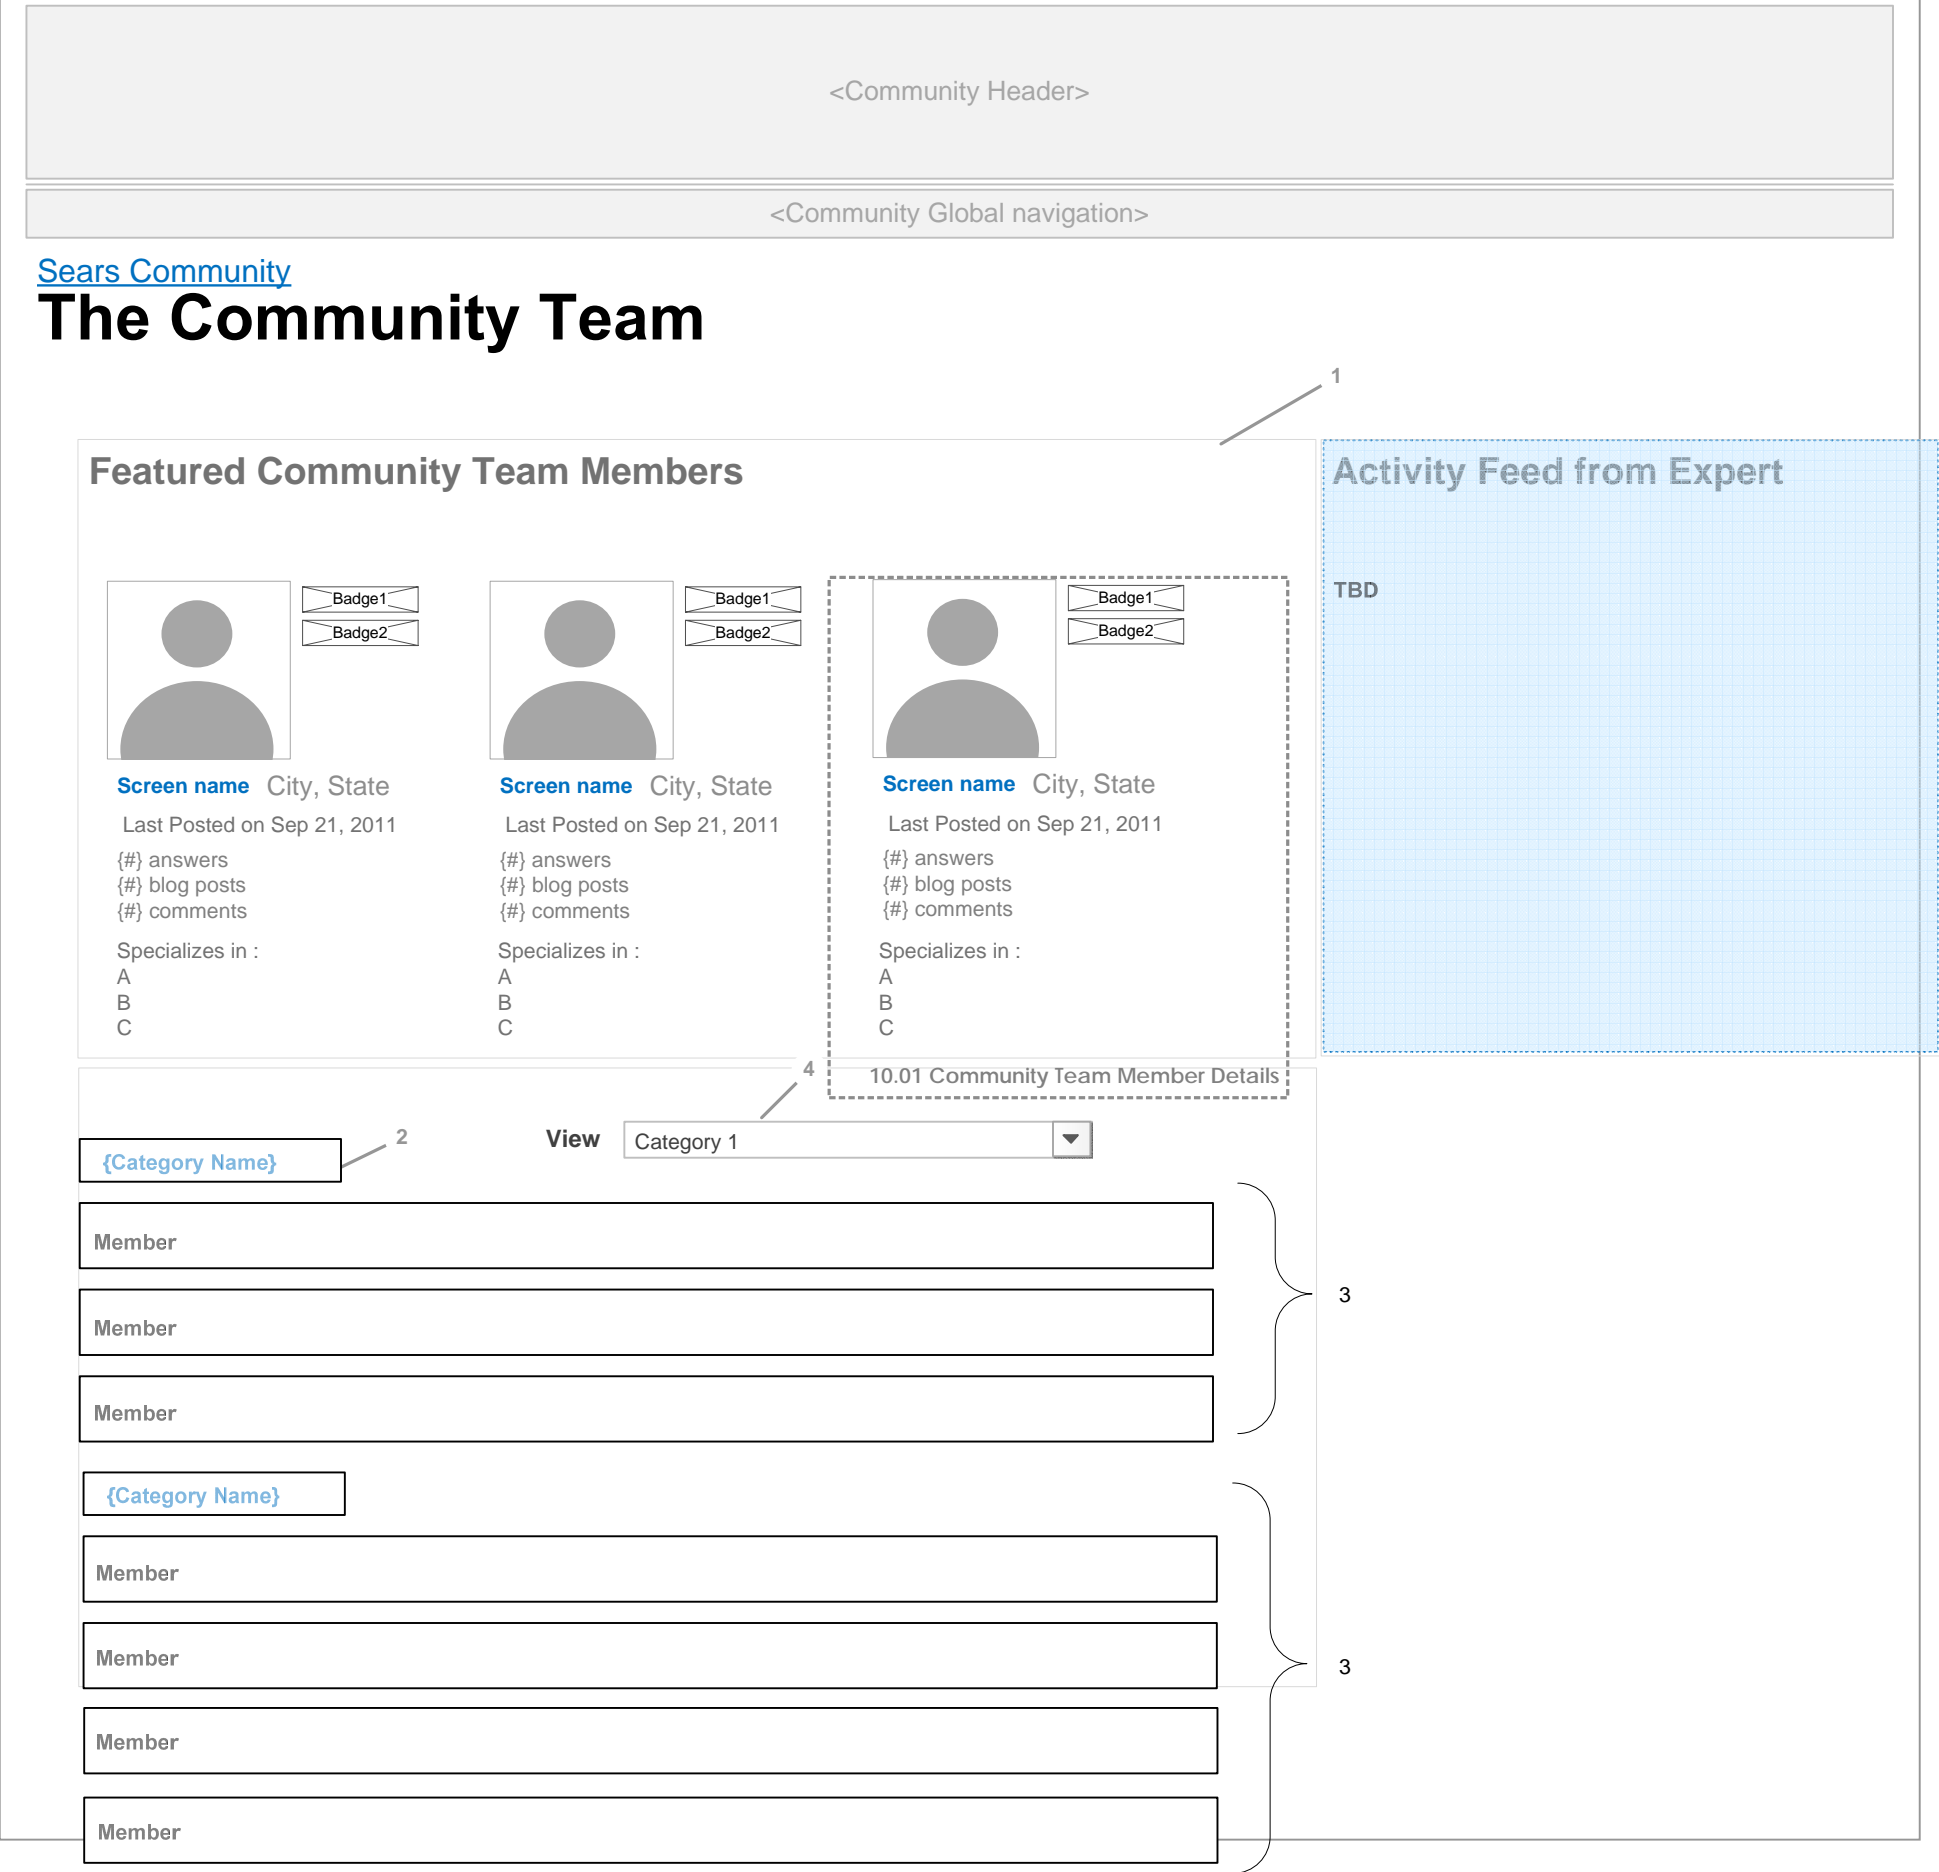 <Community Header>
<Community Global navigation>
Sears Community
The Community Team
1
Featured Community Team Members
Activity Feed from Expert
TBD
Badge1
Badge2
Screen name City, State
Last Posted on Sep 21, 2011
{#} answers
{#} blog posts
{#} comments
Specializes in :
A
B
C
Badge1
Badge2
Screen name City, State
Last Posted on Sep 21, 2011
{#} answers
{#} blog posts
{#} comments
Specializes in :
A
B
C
Badge1
Badge2
Screen name City, State
Last Posted on Sep 21, 2011
{#} answers
{#} blog posts
{#} comments
Specializes in :
A
B
C
10.01 Community Team Member Details
4
2
View Category 1
{Category Name}
Member
Member
Member
3
{Category Name}
Member
Member
Member
Member
3